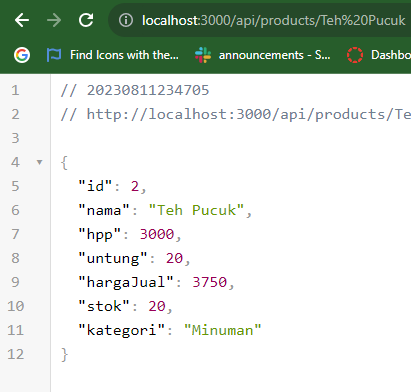 localhost:3000/api/products/Teh%20Pucuk
Find Icons with the...
announcements - S...
Dashbo
1 // 20230811234705
2 // http://localhost:3000/api/products/Te
3
4 {
5 "id": 2,
6 "nama": "Teh Pucuk",
7 "hpp": 3000,
8 "untung": 20,
9 "hargaJual": 3750,
10 "stok": 20,
11 "kategori": "Minuman"
12 }